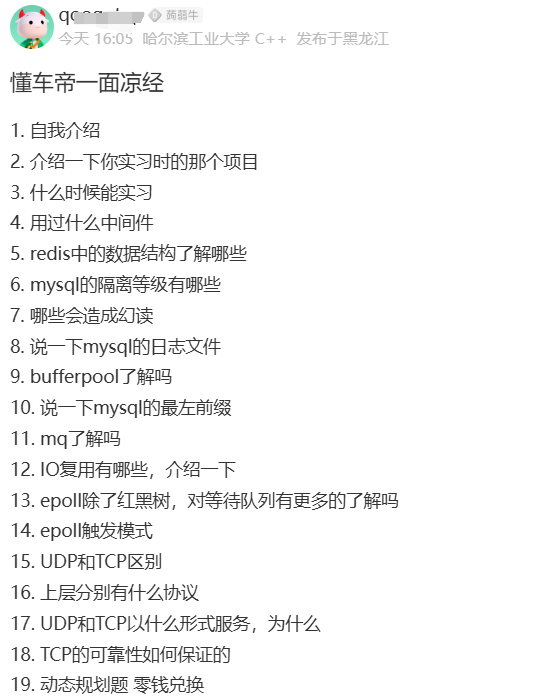 蒟蒻牛
今天 16:05 哈尔滨工业大学 C++ 发布于黑龙江
懂车帝一面凉经
1. 自我介绍
2. 介绍一下你实习时的那个项目
3. 什么时候能实习
4. 用过什么中间件
5. redis中的数据结构了解哪些
6. mysql的隔离等级有哪些
7. 哪些会造成幻读
8. 说一下mysql的日志文件
9. bufferpool了解吗
10. 说一下mysql的最左前缀
11. mq了解吗
12. IO复用有哪些，介绍一下
13. epoll除了红黑树，对等待队列有更多的了解吗
14. epoll触发模式
15. UDP和TCP区别
16. 上层分别有什么协议
17. UDP和TCP以什么形式服务，为什么
18. TCP的可靠性如何保证的
19. 动态规划题 零钱兑换